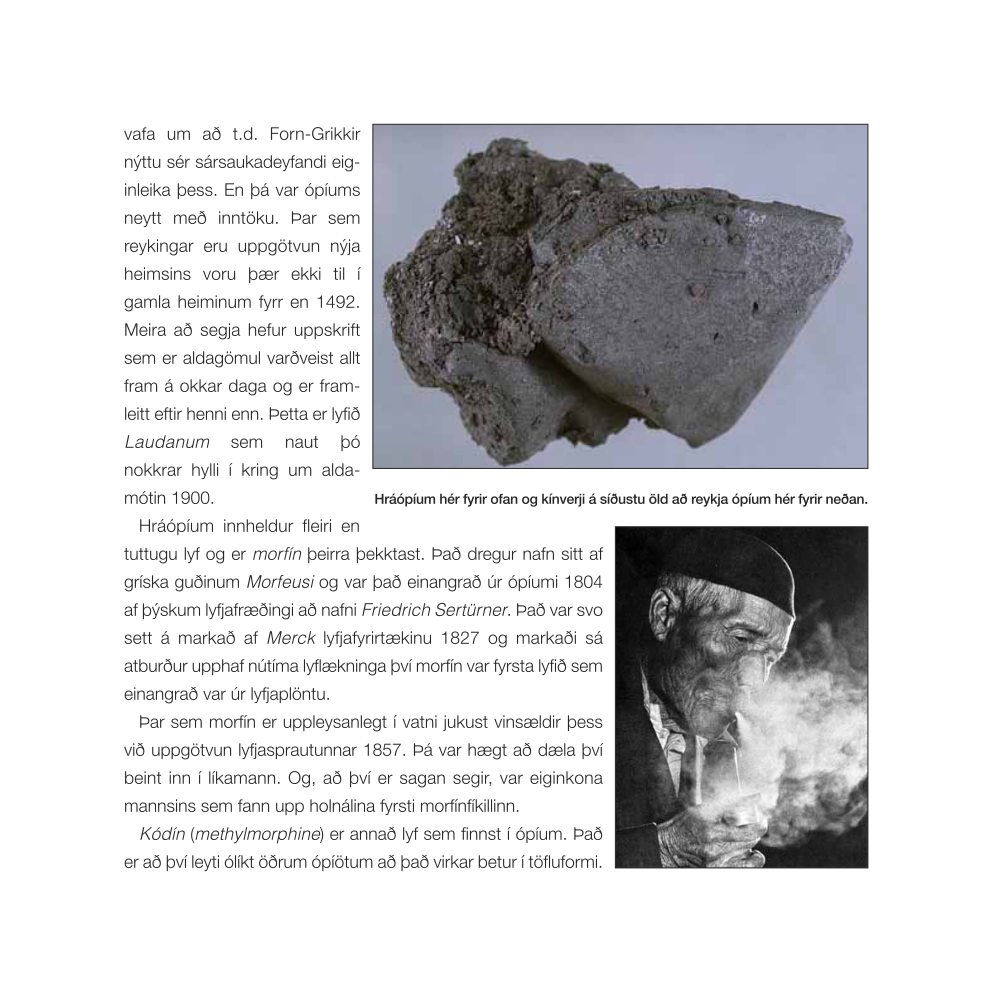 vafa um að t.d. Forn-Grikkir
nýttu sér sársaukadeyfandi eig-
inleika þess. En þá var ópíums
neytt með inntöku. Þar sem
reykingar eru uppgötvun nýja
heimsins voru þær ekki til í
gamla heiminum fyrr en 1492.
Meira að segja hefur uppskrift
sem er aldagömul varðveist allt
fram á okkar daga og er fram-
leitt eftir henni enn. Þetta er lyfið
Laudanum sem naut þó
nokkrar hylli í kring um alda-
mótin 1900.
Hráópíum hér fyrir ofan og kínverji á síðustu öld að reykja ópíum hér fyrir neðan.
Hráópíum innheldur fleiri en
tuttugu lyf og er morfín þeirra þekktast. Það dregur nafn sitt af
gríska guðinum Morfeusi og var það einangrað úr ópíumi 1804
af þýskum lyfjafræðingi að nafni Friedrich Sertürner. Það var svo
sett á markað af Merck lyfjafyrirtækinu 1827 og markaði sá
atburður upphaf nútíma lyflækninga því morfín var fyrsta lyfið sem
einangrað var úr lyfjaplöntu.
Þar sem morfín er uppleysanlegt í vatni jukust vinsældir þess
við uppgötvun lyfjasprautunnar 1857. Þá var hægt að dæla því
beint inn í líkamann. Og, að því er sagan segir, var eiginkona
mannsins sem fann upp holnálina fyrsti morfínfíkillinn.
Kódín (methylmorphine) er annað lyf sem finnst í ópíum. Það
er að því leyti ólíkt öðrum ópíötum að það virkar betur í töfluformi.